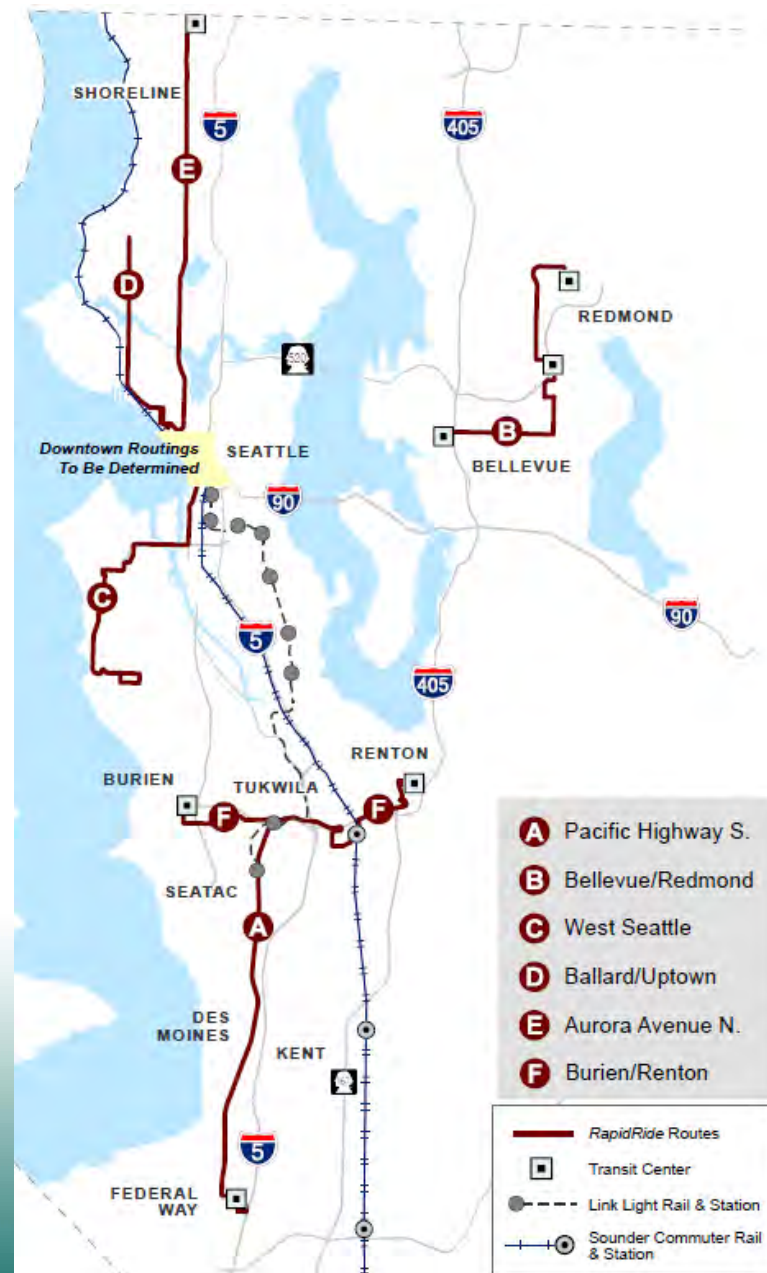 SHORELINE
E
5
405
D
520
REDMOND
Downtown Routings
To Be Determined
SEATTLE
B
BELLEVUE
90
C
5
90
405
RENTON
BURIEN
TUKWILA
F
F
SEATAC
A
DES
MOINES
KENT
5
FEDERAL
WAY
A Pacific Highway S.
B Bellevue/Redmond
C West Seattle
D Ballard/Uptown
E Aurora Avenue N.
F Burien/Renton
RapidRide Routes
Transit Center
Link Light Rail & Station
Sounder Commuter Rail
& Station